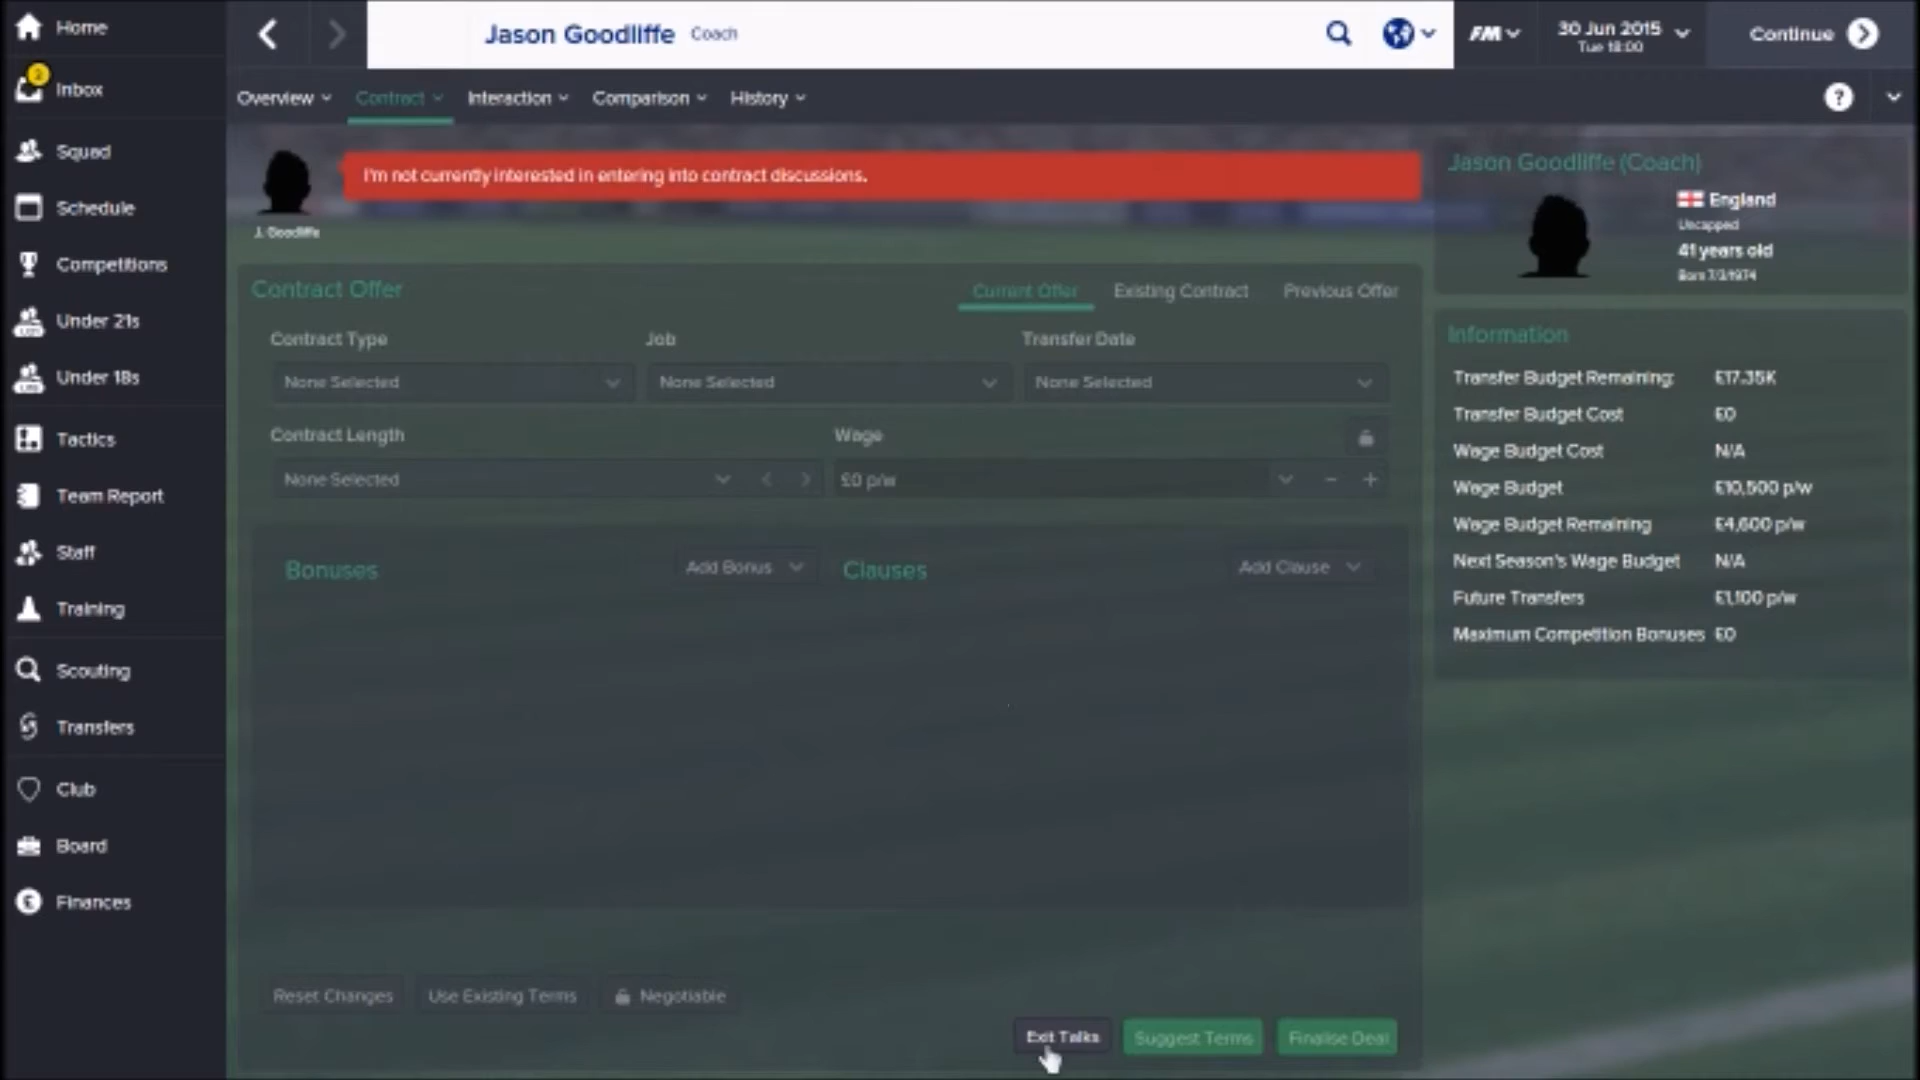 Home
Jason Goodliffe Coach
FM
30 Jun 2015
Tue 18:00
Continue
2
Inbox
Overview
Contract
Interaction
Comparison
History
?
Squad
Schedule
Competitions
Under 21s
Under 18s
Tactics
Team Report
Staff
Training
Scouting
Transfers
Club
Board
Finances
I'm not currently interested in entering into contract discussions.
J. Goodliffe
Contract Offer
Current Offer
Existing Contract
Previous Offer
Contract Type
Job
Transfer Date
None Selected
None Selected
None Selected
Contract Length
Wage
None Selected
£0 p/w
Bonuses
Add Bonus
Clauses
Add Clause
Reset Changes
Use Existing Terms
Negotiable
Exit Talks
Suggest Terms
Finalise Deal
Jason Goodliffe (Coach)
England
Uncapped
41 years old
Born 7/3/1974
Information
Transfer Budget Remaining: £17.35K
Transfer Budget Cost £0
Wage Budget Cost N/A
Wage Budget £10,500 p/w
Wage Budget Remaining £4,600 p/w
Next Season's Wage Budget N/A
Future Transfers £1,100 p/w
Maximum Competition Bonuses £0